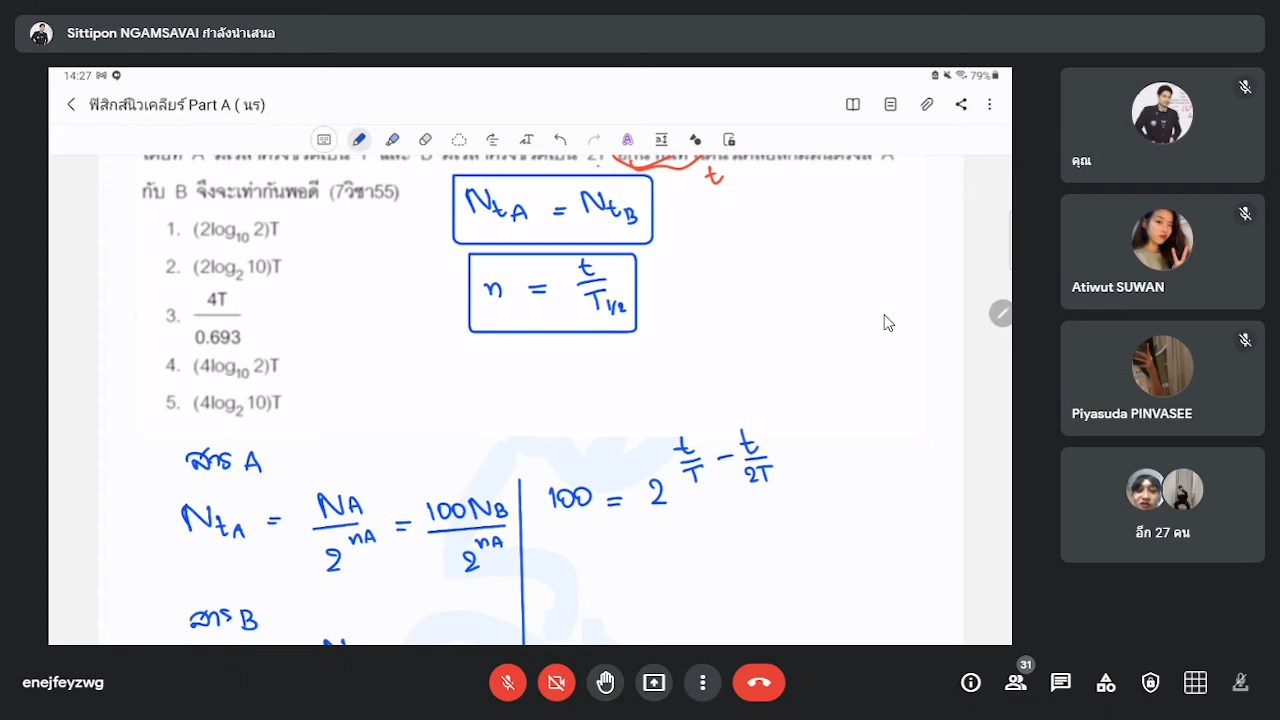 Sittipon NGAMSAVAI กำลังนำเสนอ
14:27
79%
ฟิสิกส์นิวเคลียร์ Part A ( นร)
A
t
กับ B จึงจะเท่ากันพอดี (7วิชา55)
NtA = NtB
1. (2log10 2)T
2. (2log2 10)T
n = t/T1/2
3. 4T/0.693
4. (4log10 2)T
5. (4log2 10)T
สาร A
NtA = NA/2^nA = 100NB/2^nA
100 = 2^(t/T − t/2T)
สาร B
คุณ
Atiwut SUWAN
Piyasuda PINVASEE
อีก 27 คน
enejfeyzwg
31